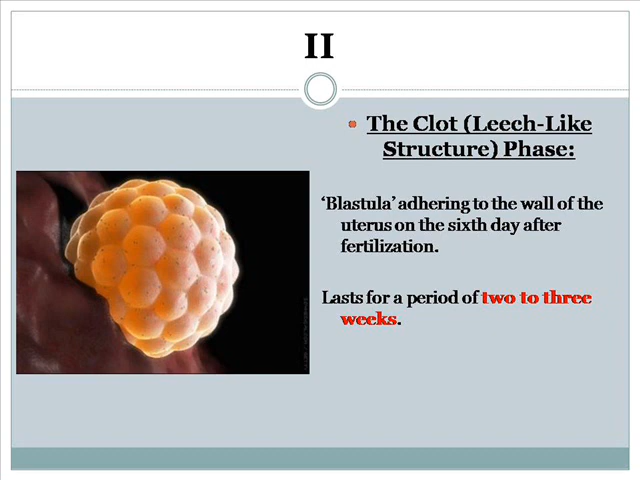 II
The Clot (Leech-Like
Structure) Phase:
‘Blastula’ adhering to the wall of the
uterus on the sixth day after
fertilization.
Lasts for a period of two to three
weeks.